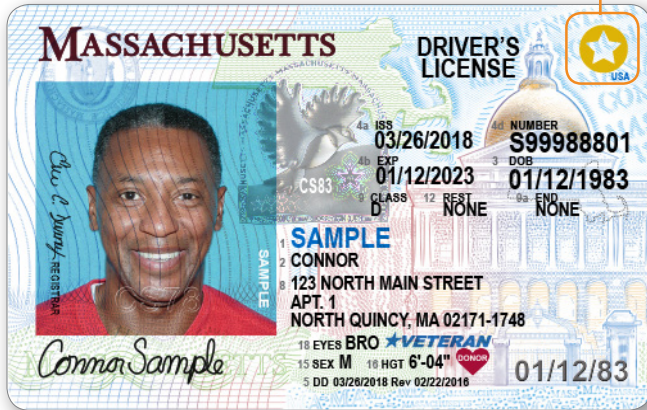 MASSACHUSETTS
DRIVER'S
LICENSE
USA
4a ISS
03/26/2018
4d NUMBER
S99988801
4b EXP
01/12/2023
3 DOB
01/12/1983
9 CLASS
D
12 REST
NONE
9a END
NONE
CS83
1 SAMPLE
2 CONNOR
8 123 NORTH MAIN STREET
APT. 1
NORTH QUINCY, MA 02171-1748
18 EYES BRO ★VETERAN
15 SEX M 16 HGT 6'-04" DONOR
5 DD 03/26/2018 Rev 02/22/2016
01/12/83
REGISTRAR
SAMPLE
Connor Sample